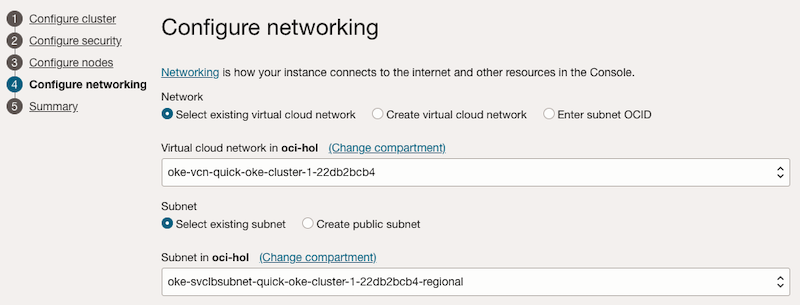 1 Configure cluster
2 Configure security
3 Configure nodes
4 Configure networking
5 Summary
Configure networking
Networking is how your instance connects to the internet and other resources in the Console.
Network
Select existing virtual cloud network Create virtual cloud network Enter subnet OCID
Virtual cloud network in oci-hol (Change compartment)
oke-vcn-quick-oke-cluster-1-22db2bcb4
Subnet
Select existing subnet Create public subnet
Subnet in oci-hol (Change compartment)
oke-svclbsubnet-quick-oke-cluster-1-22db2bcb4-regional